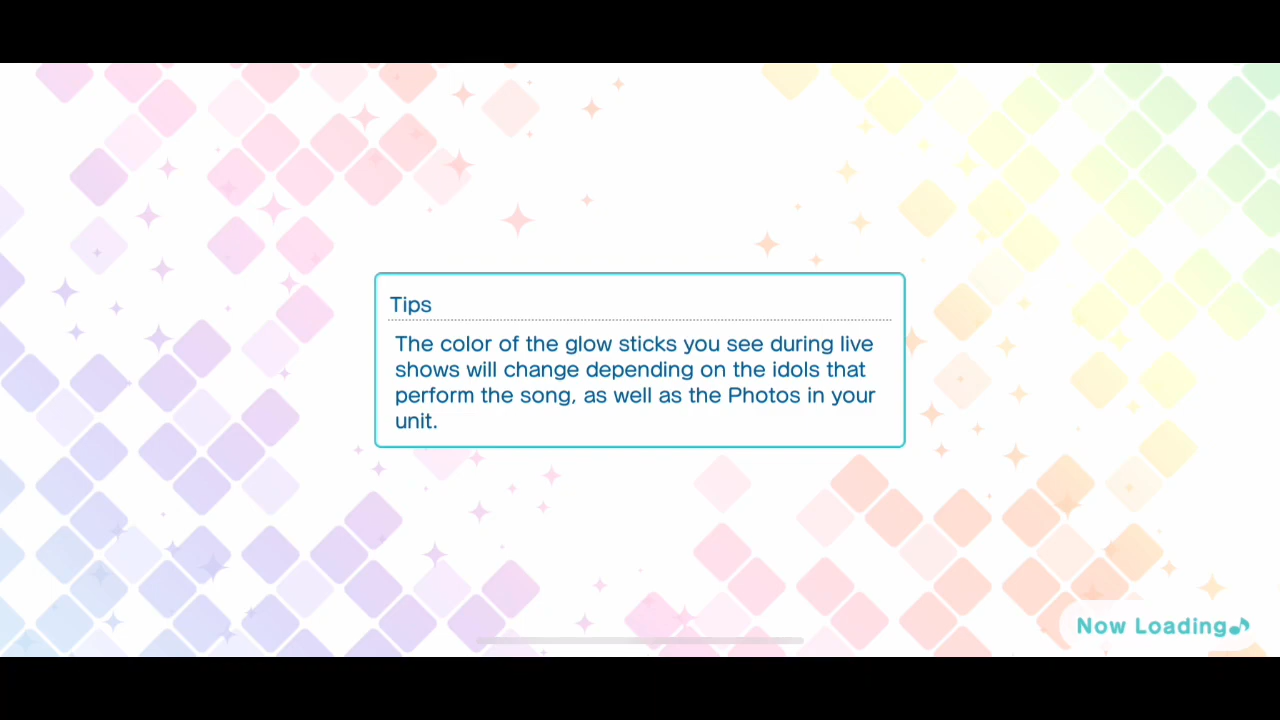 Tips
The color of the glow sticks you see during live
shows will change depending on the idols that
perform the song, as well as the Photos in your
unit.
Now Loading♪